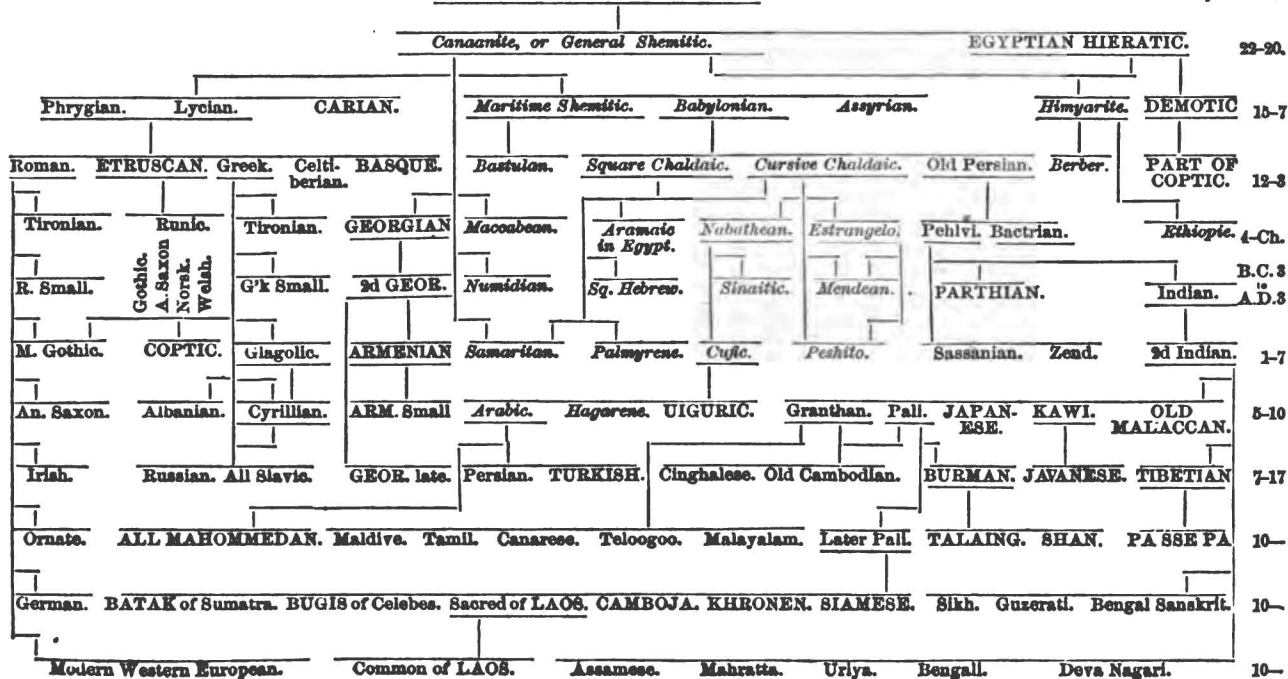 Canaanite, or General Shemitic. EGYPTIAN HIERATIC. 22-20.
Phrygian. Lycian. CARIAN. Maritime Shemitic. Babylonian. Assyrian. Himyarite. DEMOTIC 15-7
Roman. ETRUSCAN. Greek. Celti- BASQUE. Bastulan. Square Chaldaic. Cursive Chaldaic. Old Persian. Berber. PART OF
berian. COPTIC. 12-3
Tironian. Runic. Tironian. GEORGIAN Maccabean. Aramaic Nabathean. Estrangelo. Pehlvi. Bactrian. Ethiopic. 4-Ch.
in Egypt.
Gothic.
A. Saxon
Norsk.
Welsh.
B.C. 3
R. Small. G'k Small. 2d GEOR. Numidian. Sq. Hebrew. Sinaitic. Mendean. PARTHIAN. Indian. to
A.D. 3
M. Gothic. COPTIC. Glagolic. ARMENIAN Samaritan. Palmyrene. Cufic. Peshito. Sassanian. Zend. 2d Indian. 1-7
An. Saxon. Albanian. Cyrillian. ARM. Small Arabic. Hagarene. UIGURIC. Granthan. Pali. JAPAN- KAWI. OLD 5-10
ESE. MALACCAN.
Irish. Russian. All Slavic. GEOR. late. Persian. TURKISH. Cinghalese. Old Cambodian. BURMAN. JAVANESE. TIBETIAN 7-17
Ornate. ALL MAHOMMEDAN. Maldive. Tamil. Canarese. Teloogoo. Malayalam. Later Pali. TALAING. SHAN. PA SSE PA 10—
German. BATAK of Sumatra. BUGIS of Celebes. Sacred of LAOS. CAMBOJA. KHRONEN. SIAMESE. Sikh. Guzerati. Bengal Sanskrit. 10—
Modern Western European. Common of LAOS. Assamese. Mahratta. Uriya. Bengali. Deva Nagari. 10—